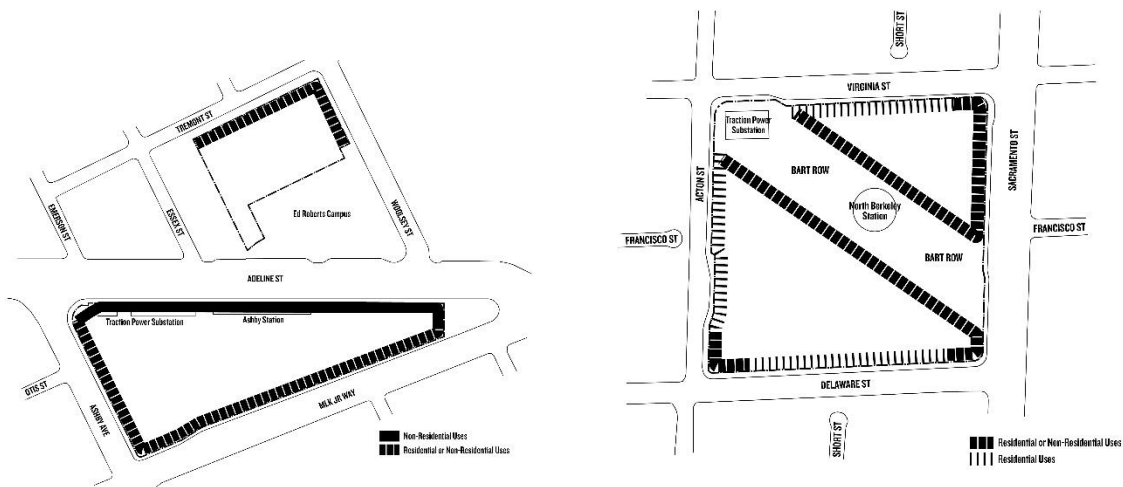 TREMONT ST
EMERSON ST
ESSEX ST
Ed Roberts Campus
WOOLSEY ST
ADELINE ST
Traction Power Substation
Ashby Station
OTIS ST
ASHBY AVE
MLK JR WAY
Non-Residential Uses
Residential or Non-Residential Uses
SHORT ST
VIRGINIA ST
Traction Power
Substation
SACRAMENTO ST
ACTON ST
BART ROW
North Berkeley
Station
FRANCISCO ST
FRANCISCO ST
BART ROW
DELAWARE ST
SHORT ST
Residential or Non-Residential Uses
Residential Uses